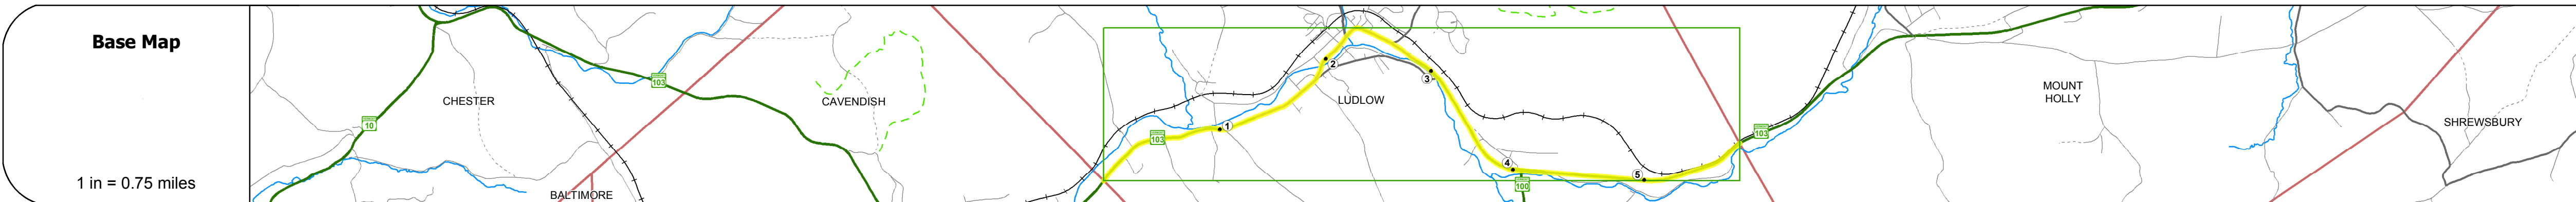 Base Map
1 in = 0.75 miles
10
CHESTER
BALTIMORE
103
CAVENDISH
103
1
2
LUDLOW
3
4
100
5
103
MOUNT
HOLLY
SHREWSBURY